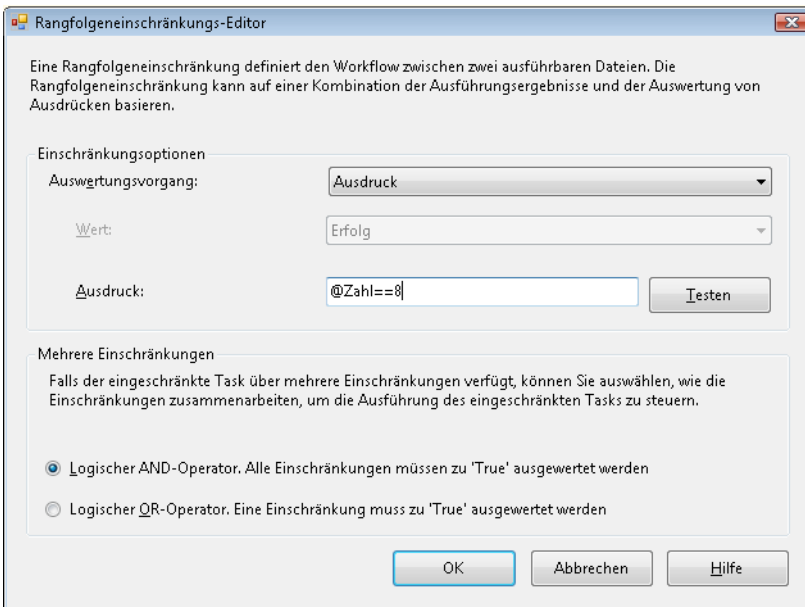 Rangfolgeneinschränkungs-Editor
Eine Rangfolgeneinschränkung definiert den Workflow zwischen zwei ausführbaren Dateien. Die
Rangfolgeneinschränkung kann auf einer Kombination der Ausführungsergebnisse und der Auswertung von
Ausdrücken basieren.
Einschränkungsoptionen
Auswertungsvorgang: Ausdruck
Wert: Erfolg
Ausdruck: @Zahl==8 Testen
Mehrere Einschränkungen
Falls der eingeschränkte Task über mehrere Einschränkungen verfügt, können Sie auswählen, wie die
Einschränkungen zusammenarbeiten, um die Ausführung des eingeschränkten Tasks zu steuern.
Logischer AND-Operator. Alle Einschränkungen müssen zu 'True' ausgewertet werden
Logischer OR-Operator. Eine Einschränkung muss zu 'True' ausgewertet werden
OK Abbrechen Hilfe